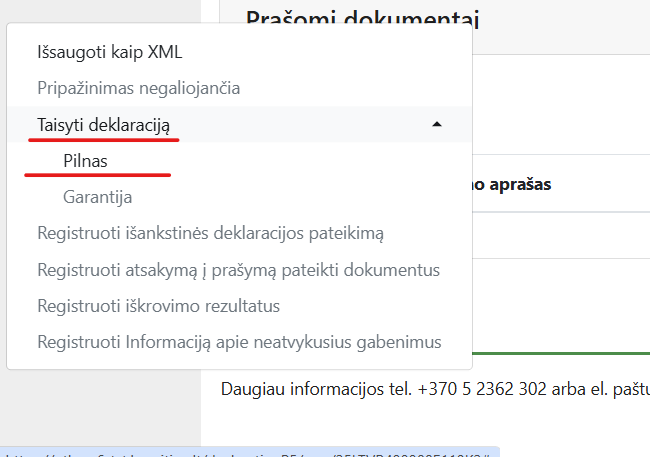 Prašomi dokumentai
Išsaugoti kaip XML
Pripažinimas negaliojančia
Taisyti deklaraciją
Pilnas
no aprašas
Garantija
Registruoti išankstinės deklaracijos pateikimą
Registruoti atsakymą į prašymą pateikti dokumentus
Registruoti iškrovimo rezultatus
Registruoti Informaciją apie neatvykusius gabenimus
Daugiau informacijos tel. +370 5 2362 302 arba el. paštu